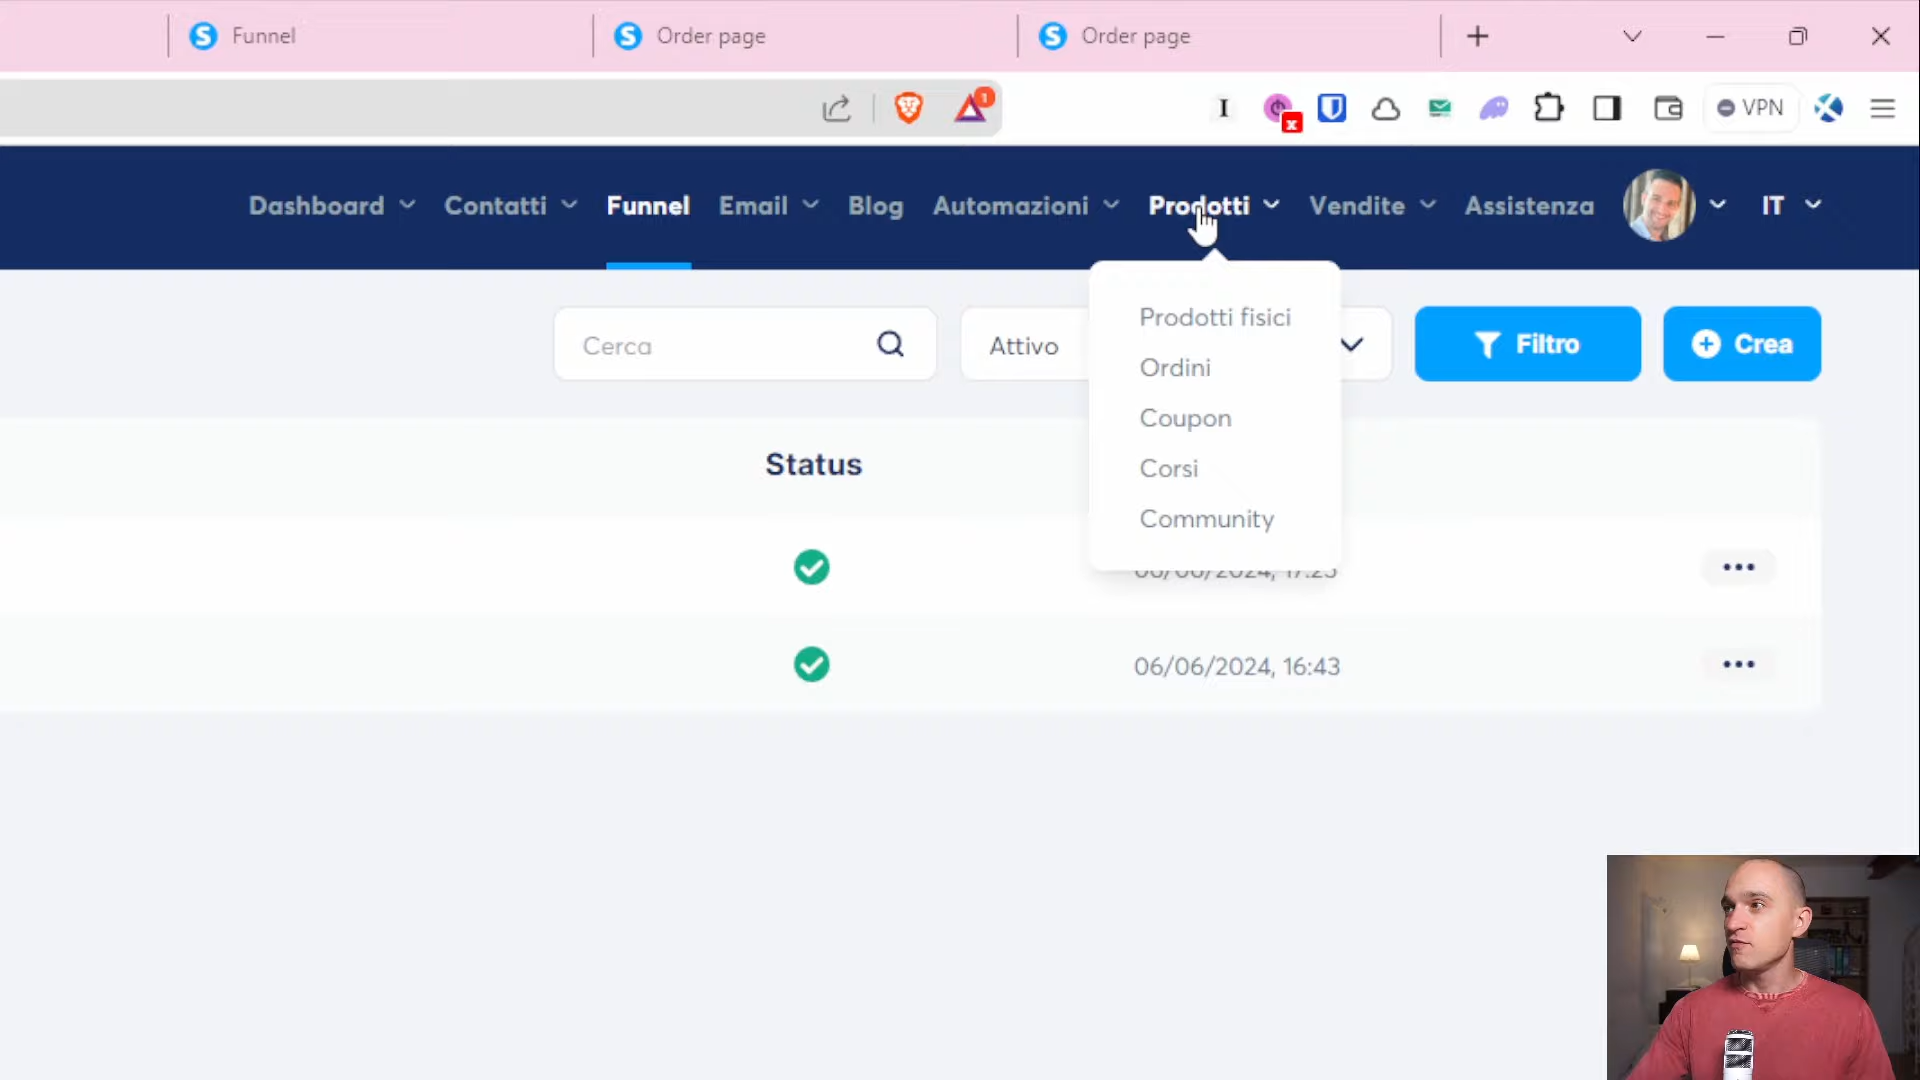 Funnel
Order page
Order page
1
I
x
VPN
Dashboard
Contatti
Funnel
Email
Blog
Automazioni
Prodotti
Vendite
Assistenza
IT
Cerca
Attivo
Filtro
Crea
Prodotti fisici
Ordini
Coupon
Corsi
Community
Status
06/06/2024, 17:25
06/06/2024, 16:43